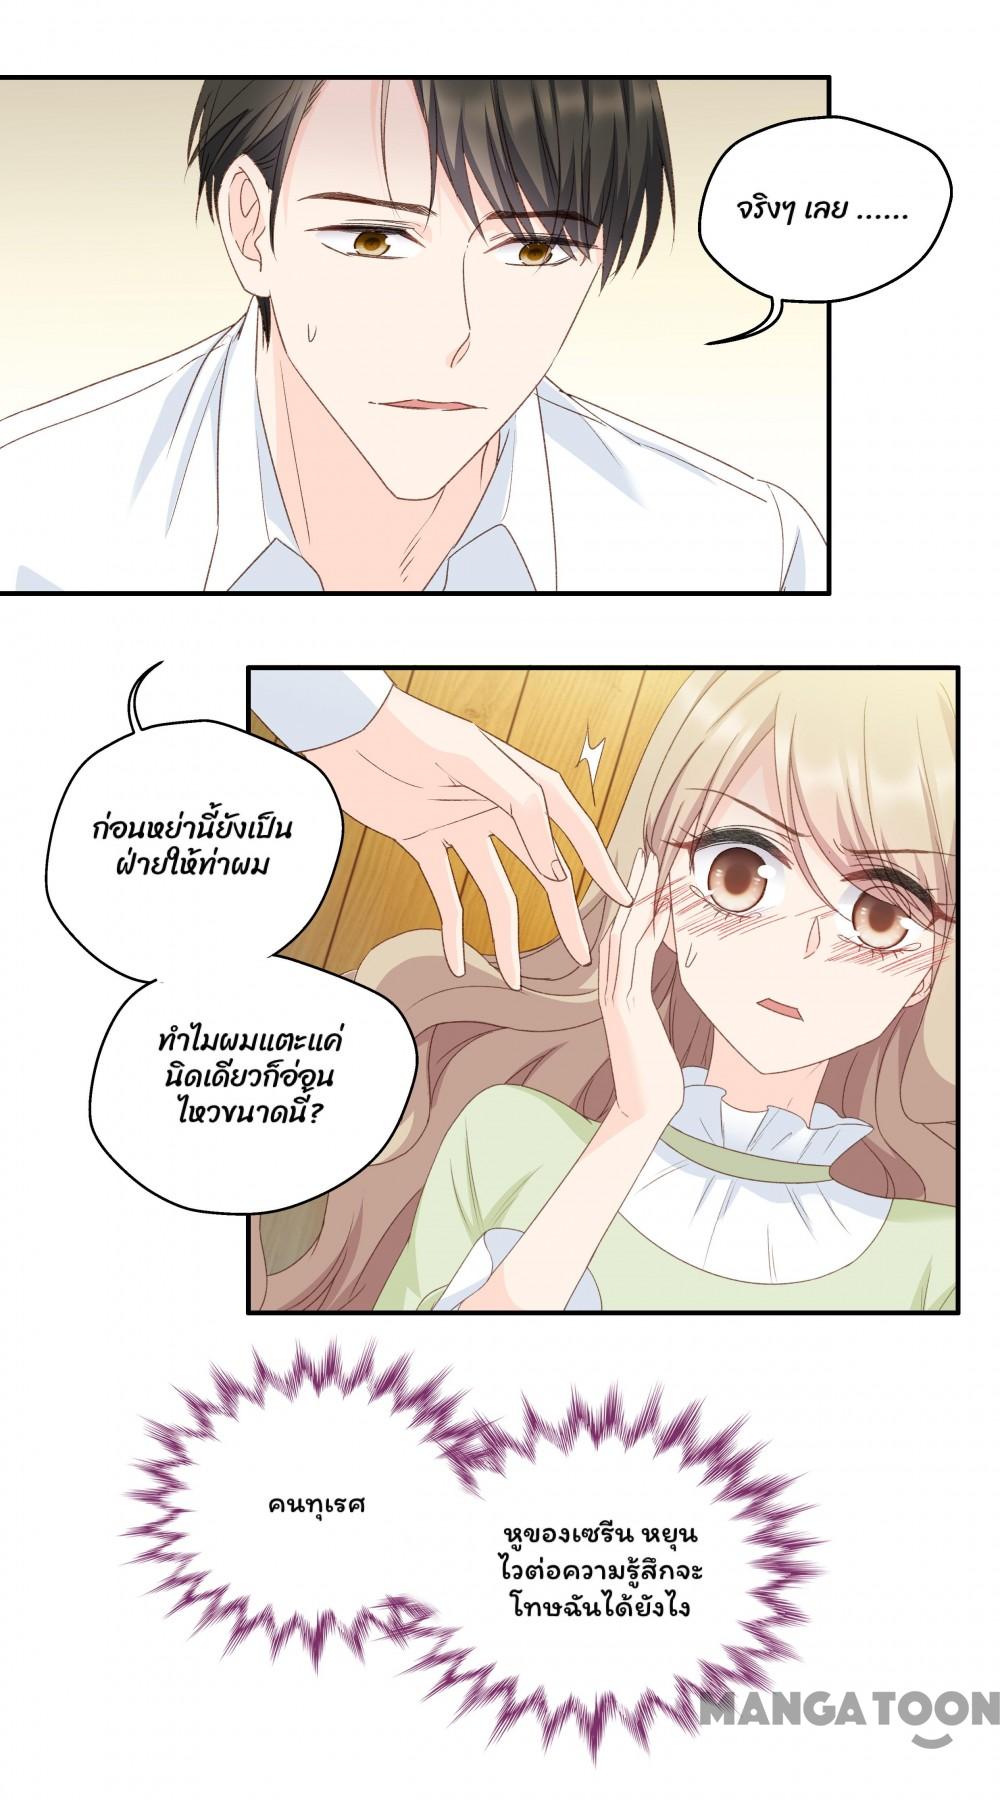 จริงๆ เลย ......
ก่อนหย่านี้ยังเป็น
ฝ่ายให้ท่าผม
ทำไมผมแตะแค่
นิดเดียวก็อ่อน
ไหวขนาดนี้?
คนทุเรศ
หูของเซรีน หยุน
ไวต่อความรู้สึกจะ
โทษฉันได้ยังไง
MANGATOON